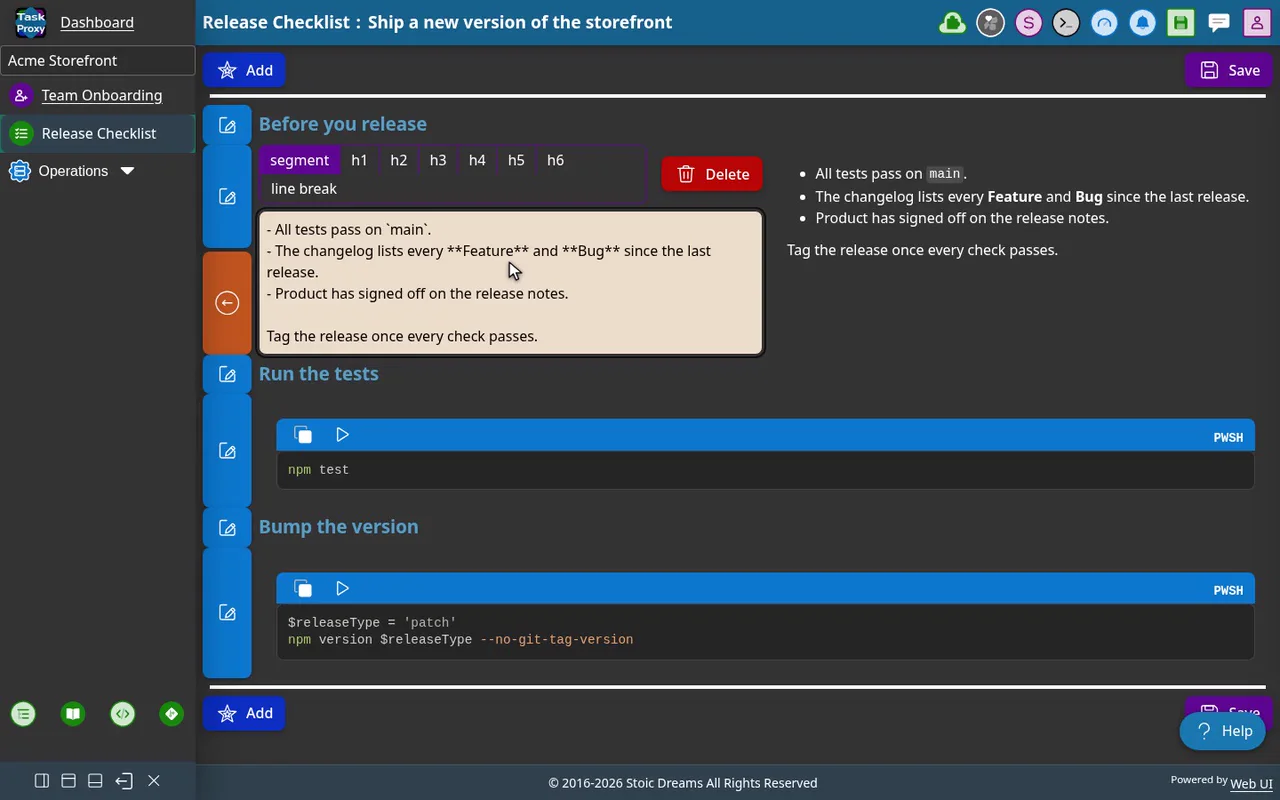 Task
Proxy
Dashboard
Release Checklist : Ship a new version of the storefront
S
Acme Storefront
Team Onboarding
Release Checklist
Operations
Add
Save
Before you release
segment h1 h2 h3 h4 h5 h6
line break
Delete
- All tests pass on `main`.
- The changelog lists every **Feature** and **Bug** since the last
release.
- Product has signed off on the release notes.
Tag the release once every check passes.
• All tests pass on main.
• The changelog lists every Feature and Bug since the last release.
• Product has signed off on the release notes.
Tag the release once every check passes.
Run the tests
PWSH
npm test
Bump the version
PWSH
$releaseType = 'patch'
npm version $releaseType --no-git-tag-version
Add
Save
Help
© 2016-2026 Stoic Dreams All Rights Reserved
Powered by Web UI